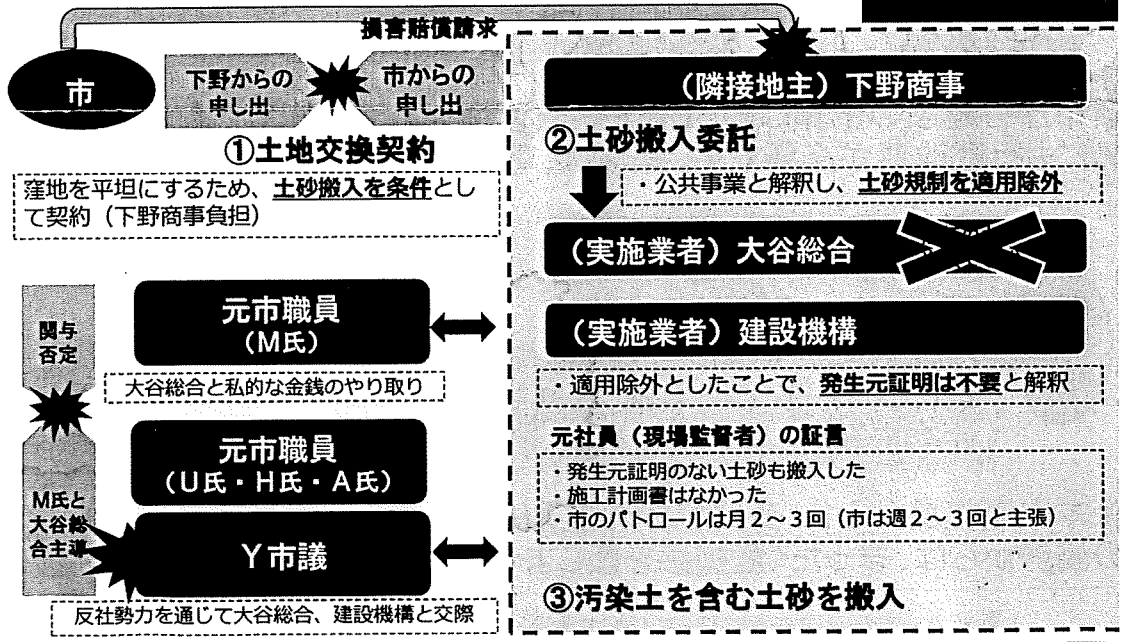 損害賠償請求
市
下野からの
申し出
市からの
申し出
①土地交換契約
窪地を平坦にするため、土砂搬入を条件とし
て契約（下野商事負担）
（隣接地主）下野商事
②土砂搬入委託
・公共事業と解釈し、土砂規制を適用除外
（実施業者）大谷総合
（実施業者）建設機構
・適用除外としたことで、発生元証明は不要と解釈
元社員（現場監督者）の証言
・発生元証明のない土砂も搬入した
・施工計画書はなかった
・市のパトロールは月２～３回（市は週２～３回と主張）
③汚染土を含む土砂を搬入
関与
否定
元市職員
（M氏）
大谷総合と私的な金銭のやり取り
M氏と
大谷総
合主導
元市職員
（U氏・H氏・A氏）
Y市議
反社勢力を通じて大谷総合、建設機構と交際